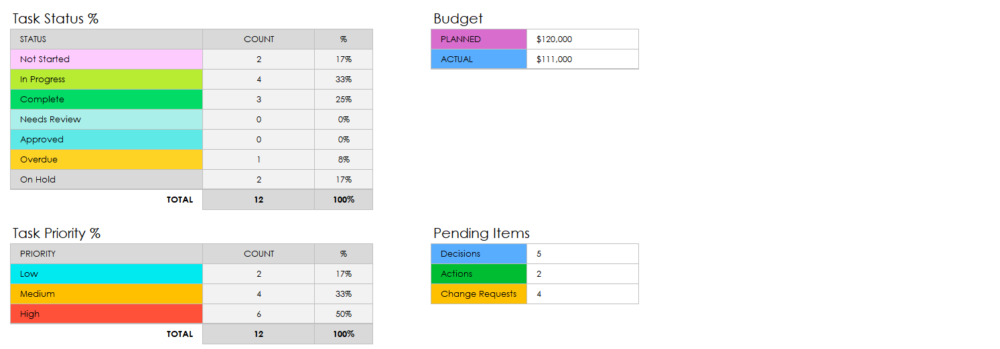 Task Status %
STATUS COUNT %
Not Started 2 17%
In Progress 4 33%
Complete 3 25%
Needs Review 0 0%
Approved 0 0%
Overdue 1 8%
On Hold 2 17%
TOTAL 12 100%
Budget
PLANNED $120,000
ACTUAL $111,000
Task Priority %
PRIORITY COUNT %
Low 2 17%
Medium 4 33%
High 6 50%
TOTAL 12 100%
Pending Items
Decisions 5
Actions 2
Change Requests 4